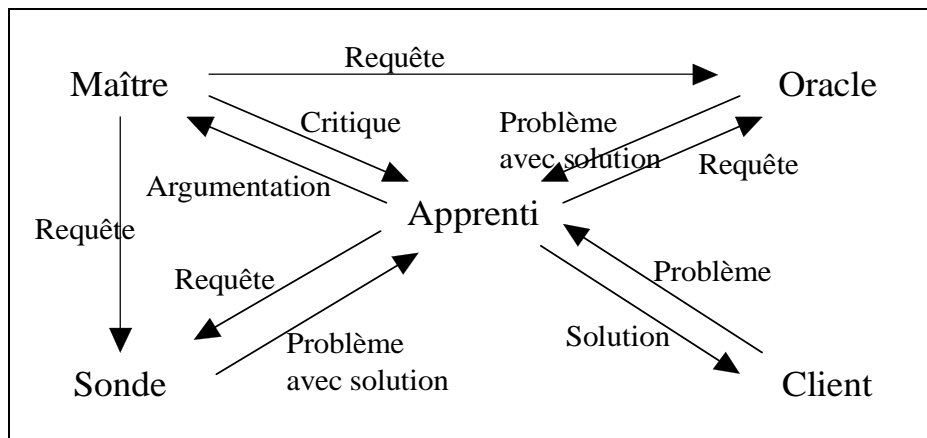 Requête
Maître
Oracle
Critique
Problème
avec solution
Argumentation
Requête
Apprenti
Requête
Requête
Problème
Problème
avec solution
Solution
Sonde
Client